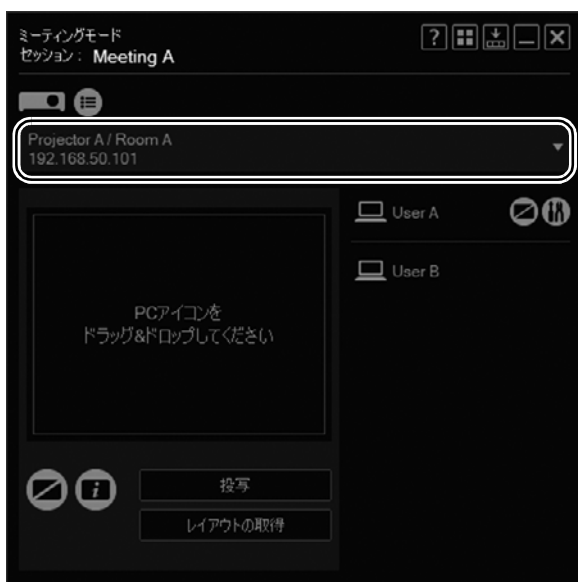 ミーティングモード
セッション： Meeting A
Projector A / Room A
192.168.50.101
User A
User B
PCアイコンを
ドラッグ&ドロップしてください
投写
レイアウトの取得